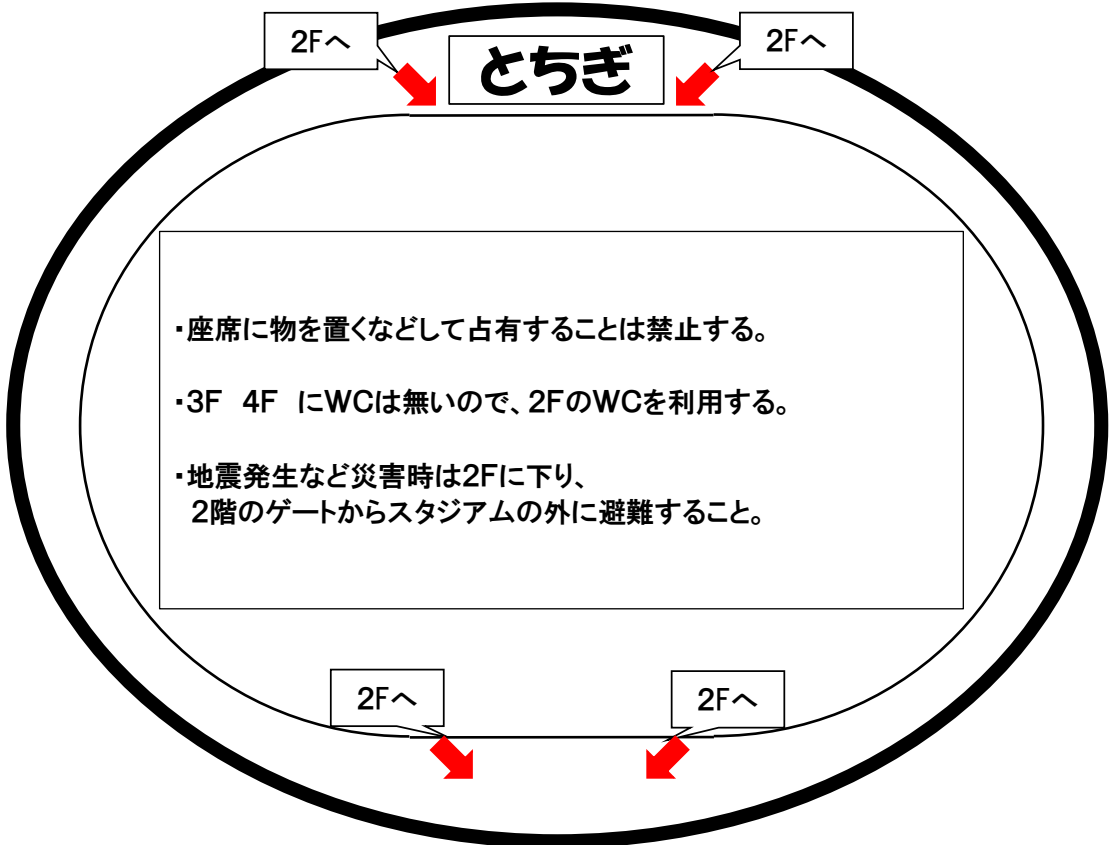 2Fへ
とちぎ
2Fへ
・座席に物を置くなどして占有することは禁止する。
・3F　4F　にWCは無いので、2FのWCを利用する。
・地震発生など災害時は2Fに下り、
2階のゲートからスタジアムの外に避難すること。
2Fへ
2Fへ